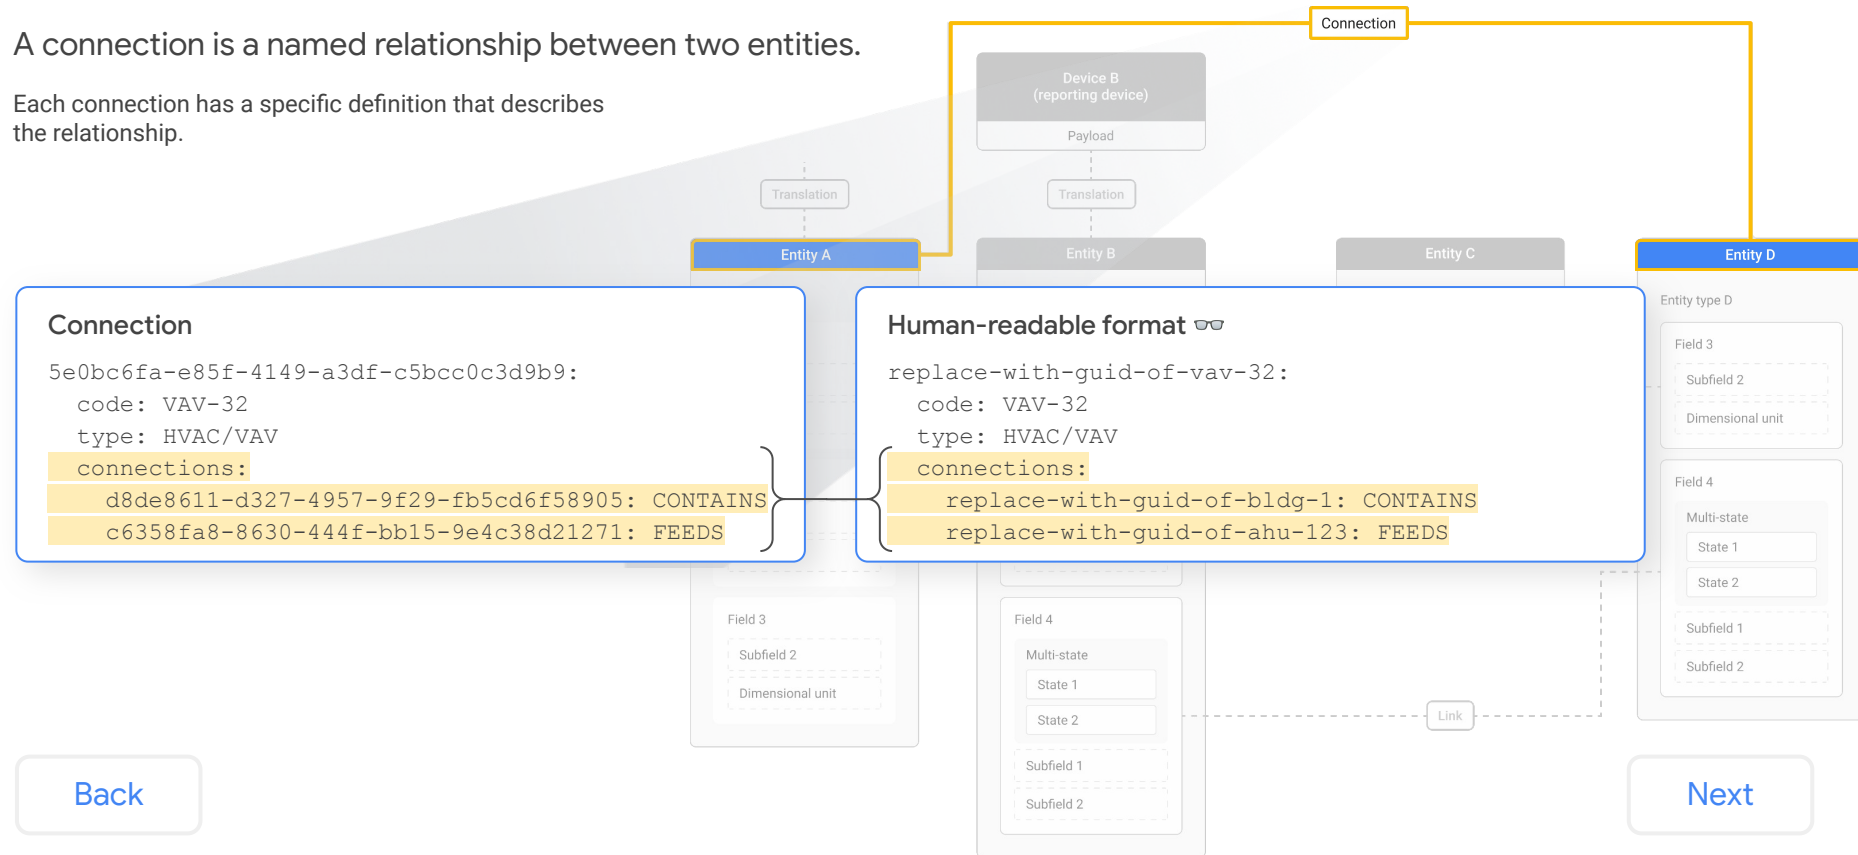 A connection is a named relationship between two entities.
Each connection has a specific definition that describes
the relationship.
Connection
Device B
(reporting device)
Payload
Translation
Translation
Entity A
Entity B
Entity C
Entity D
Connection
5e0bc6fa-e85f-4149-a3df-c5bcc0c3d9b9:
code: VAV-32
type: HVAC/VAV
connections:
d8de8611-d327-4957-9f29-fb5cd6f58905: CONTAINS
c6358fa8-8630-444f-bb15-9e4c38d21271: FEEDS
Human-readable format 👓
replace-with-guid-of-vav-32:
code: VAV-32
type: HVAC/VAV
connections:
replace-with-guid-of-bldg-1: CONTAINS
replace-with-guid-of-ahu-123: FEEDS
Entity type D
Field 3
Subfield 2
Dimensional unit
Field 4
Multi-state
State 1
State 2
Subfield 1
Subfield 2
Field 3
Subfield 2
Dimensional unit
Field 4
Multi-state
State 1
State 2
Subfield 1
Subfield 2
Link
Back
Next